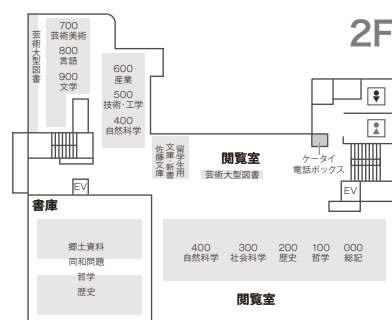 2F
芸術大型図書
700
芸術美術
800
言語
900
文学
600
産業
500
技術・工学
400
自然科学
佐藤文庫
文庫・新書
留学生用
閲覧室
芸術大型図書
ケータイ
電話ボックス
EV
EV
書庫
郷土資料
同和問題
哲学
歴史
400
自然科学
300
社会科学
200
歴史
100
哲学
000
総記
閲覧室